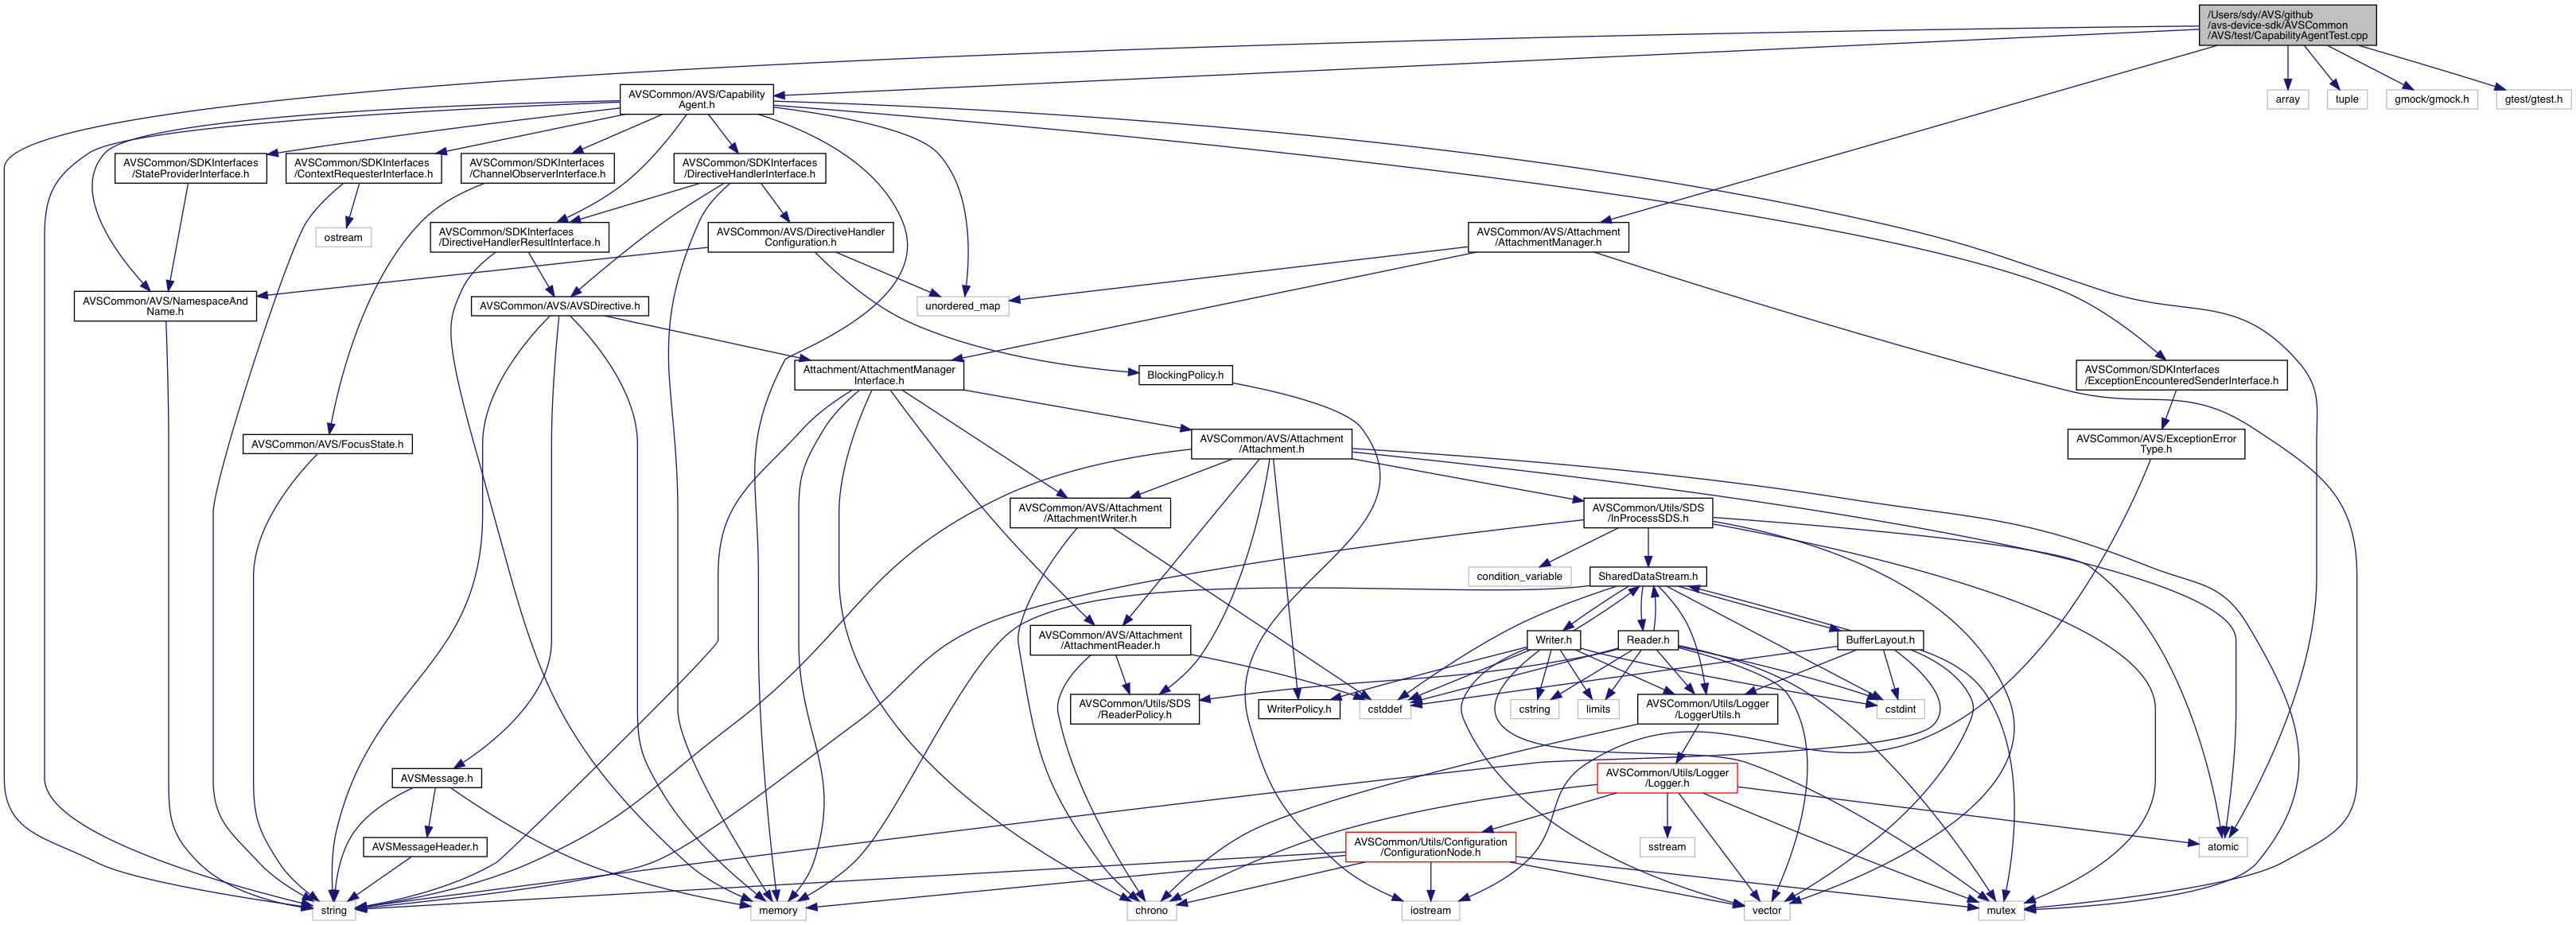 /Users/sdy/AVS/github
/avs-device-sdk/AVSCommon
/AVS/test/CapabilityAgentTest.cpp
AVSCommon/AVS/Capability
Agent.h
array
tuple
gmock/gmock.h
gtest/gtest.h
AVSCommon/SDKInterfaces
/StateProviderInterface.h
AVSCommon/SDKInterfaces
/ContextRequesterInterface.h
AVSCommon/SDKInterfaces
/ChannelObserverInterface.h
AVSCommon/SDKInterfaces
/DirectiveHandlerInterface.h
ostream
AVSCommon/SDKInterfaces
/DirectiveHandlerResultInterface.h
AVSCommon/AVS/DirectiveHandler
Configuration.h
AVSCommon/AVS/Attachment
/AttachmentManager.h
AVSCommon/AVS/NamespaceAnd
Name.h
AVSCommon/AVS/AVSDirective.h
unordered_map
Attachment/AttachmentManager
Interface.h
BlockingPolicy.h
AVSCommon/SDKInterfaces
/ExceptionEncounteredSenderInterface.h
AVSCommon/AVS/FocusState.h
AVSCommon/AVS/Attachment
/Attachment.h
AVSCommon/AVS/ExceptionError
Type.h
AVSCommon/AVS/Attachment
/AttachmentWriter.h
AVSCommon/Utils/SDS
/InProcessSDS.h
condition_variable
SharedDataStream.h
AVSCommon/AVS/Attachment
/AttachmentReader.h
Writer.h
Reader.h
BufferLayout.h
AVSCommon/Utils/SDS
/ReaderPolicy.h
WriterPolicy.h
cstddef
cstring
limits
AVSCommon/Utils/Logger
/LoggerUtils.h
cstdint
AVSMessage.h
AVSCommon/Utils/Logger
/Logger.h
AVSMessageHeader.h
AVSCommon/Utils/Configuration
/ConfigurationNode.h
sstream
atomic
string
memory
chrono
iostream
vector
mutex